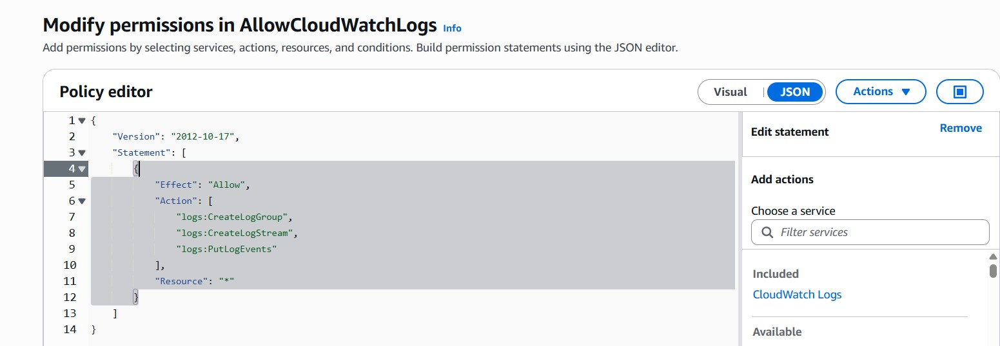 Modify permissions in AllowCloudWatchLogs Info
Add permissions by selecting services, actions, resources, and conditions. Build permission statements using the JSON editor.
Policy editor
Visual
JSON
Actions
1 {
2 "Version": "2012-10-17",
3 "Statement": [
4 {
5 "Effect": "Allow",
6 "Action": [
7 "logs:CreateLogGroup",
8 "logs:CreateLogStream",
9 "logs:PutLogEvents"
10 ],
11 "Resource": "*"
12 }
13 ]
14 }
Edit statement
Remove
Add actions
Choose a service
Filter services
Included
CloudWatch Logs
Available